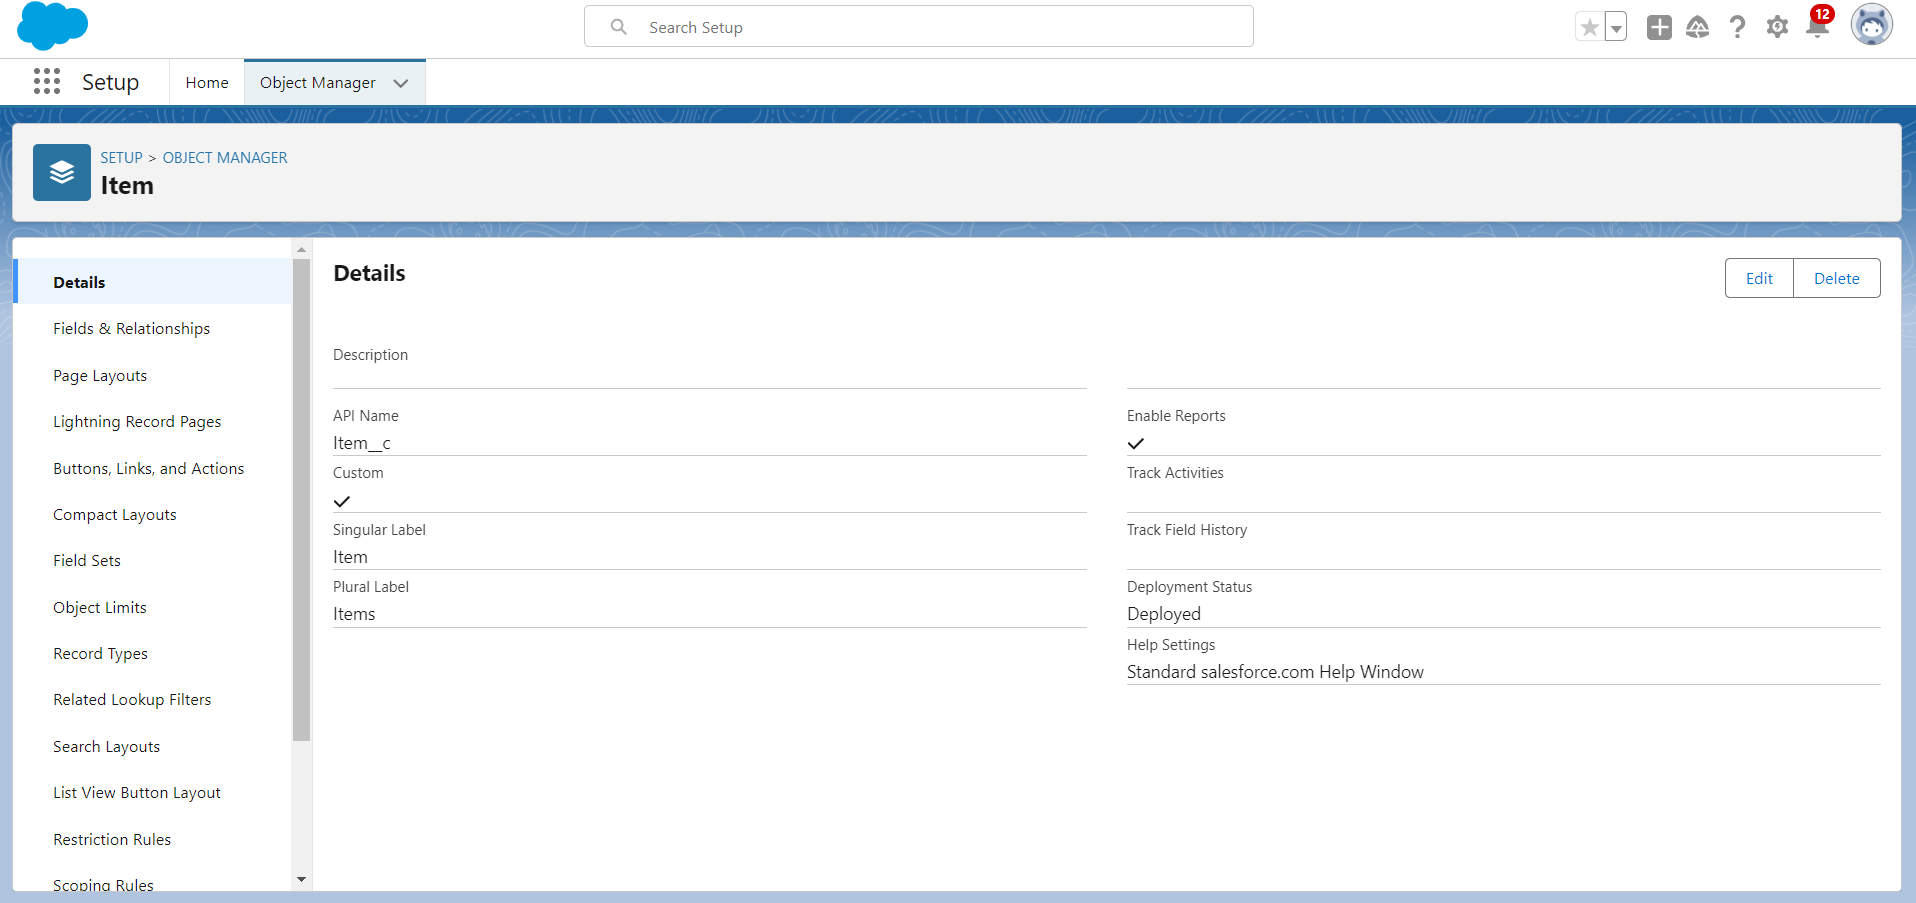 Search Setup
12
Setup
Home
Object Manager
SETUP > OBJECT MANAGER
Item
Details
Fields & Relationships
Page Layouts
Lightning Record Pages
Buttons, Links, and Actions
Compact Layouts
Field Sets
Object Limits
Record Types
Related Lookup Filters
Search Layouts
List View Button Layout
Restriction Rules
Scoping Rules
Details
Edit
Delete
Description
API Name
Item__c
Custom
Singular Label
Item
Plural Label
Items
Enable Reports
Track Activities
Track Field History
Deployment Status
Deployed
Help Settings
Standard salesforce.com Help Window